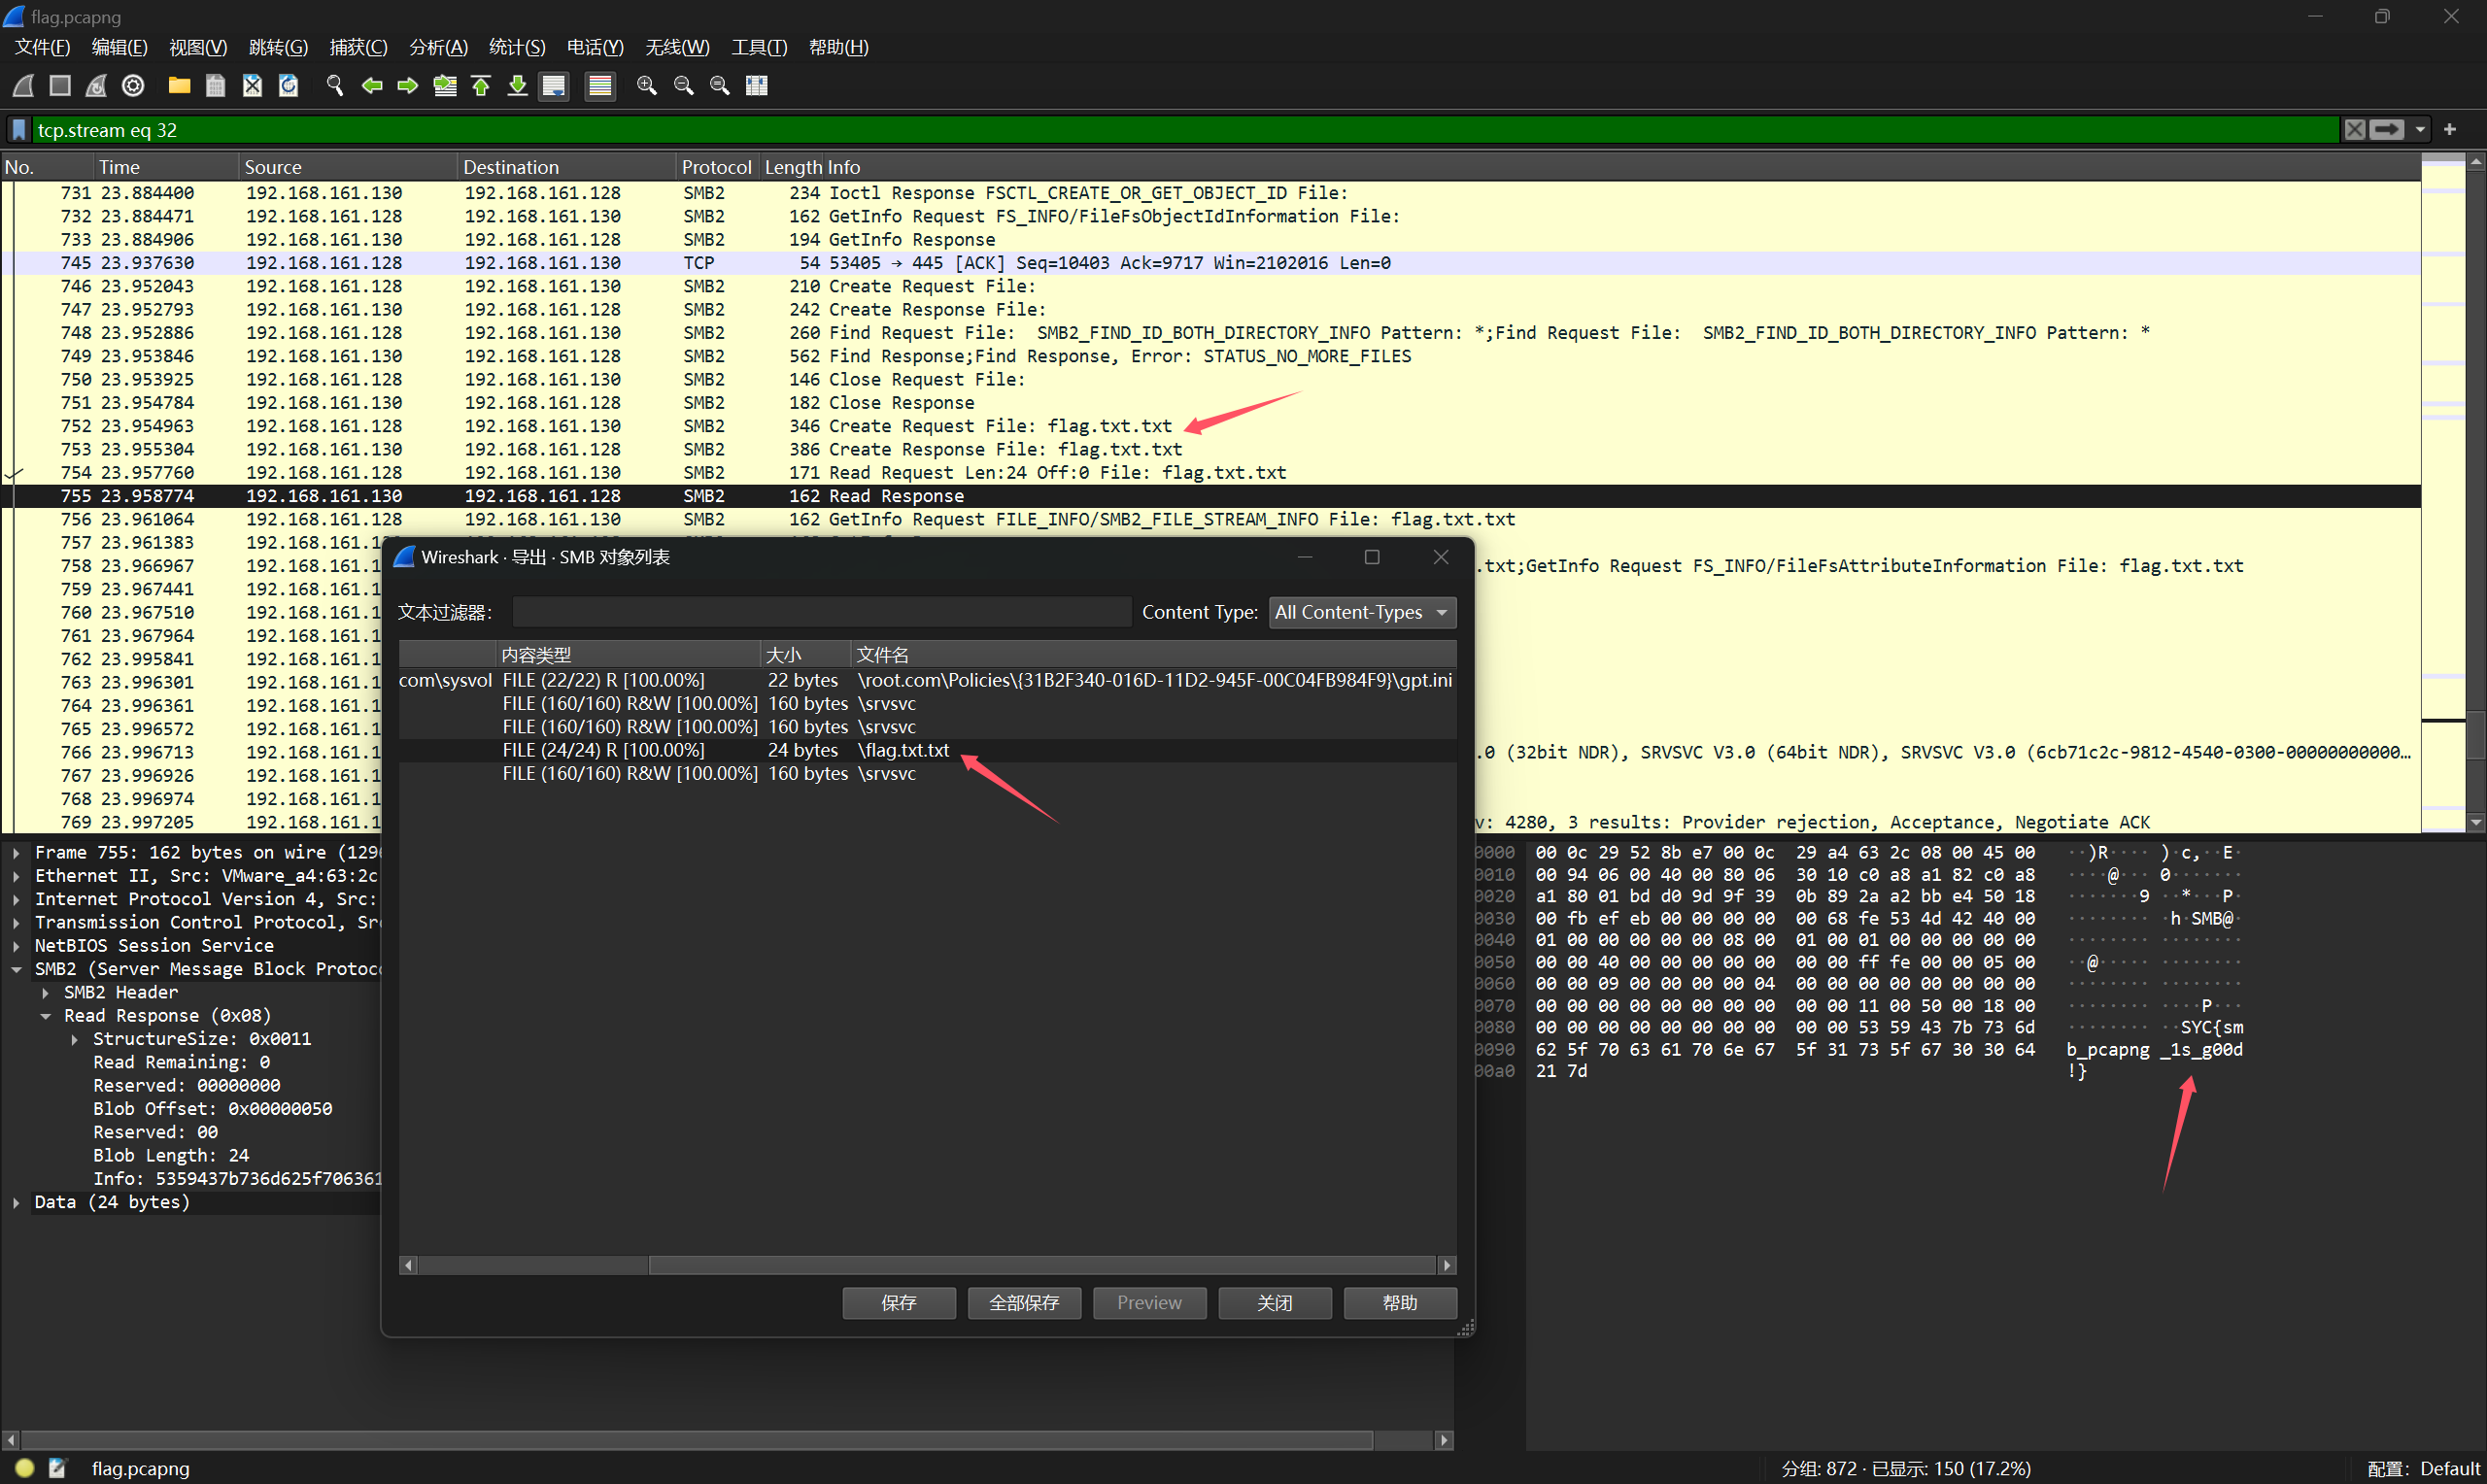 flag.pcapng
文件(F) 编辑(E) 视图(V) 跳转(G) 捕获(C) 分析(A) 统计(S) 电话(Y) 无线(W) 工具(T) 帮助(H)
tcp.stream eq 32
No. Time Source Destination Protocol Length Info
731 23.884400 192.168.161.130 192.168.161.128 SMB2 234 Ioctl Response FSCTL_CREATE_OR_GET_OBJECT_ID File:
732 23.884471 192.168.161.128 192.168.161.130 SMB2 162 GetInfo Request FS_INFO/FileFsObjectIdInformation File:
733 23.884906 192.168.161.130 192.168.161.128 SMB2 194 GetInfo Response
745 23.937630 192.168.161.128 192.168.161.130 TCP 54 53405 → 445 [ACK] Seq=10403 Ack=9717 Win=2102016 Len=0
746 23.952043 192.168.161.128 192.168.161.130 SMB2 210 Create Request File:
747 23.952793 192.168.161.130 192.168.161.128 SMB2 242 Create Response File:
748 23.952886 192.168.161.128 192.168.161.130 SMB2 260 Find Request File: SMB2_FIND_ID_BOTH_DIRECTORY_INFO Pattern: *;Find Request File: SMB2_FIND_ID_BOTH_DIRECTORY_INFO Pattern: *
749 23.953846 192.168.161.130 192.168.161.128 SMB2 562 Find Response;Find Response, Error: STATUS_NO_MORE_FILES
750 23.953925 192.168.161.128 192.168.161.130 SMB2 146 Close Request File:
751 23.954784 192.168.161.130 192.168.161.128 SMB2 182 Close Response
752 23.954963 192.168.161.128 192.168.161.130 SMB2 346 Create Request File: flag.txt.txt
753 23.955304 192.168.161.130 192.168.161.128 SMB2 386 Create Response File: flag.txt.txt
754 23.957760 192.168.161.128 192.168.161.130 SMB2 171 Read Request Len:24 Off:0 File: flag.txt.txt
755 23.958774 192.168.161.130 192.168.161.128 SMB2 162 Read Response
756 23.961064 192.168.161.128 192.168.161.130 SMB2 162 GetInfo Request FILE_INFO/SMB2_FILE_STREAM_INFO File: flag.txt.txt
757 23.961383 192.168.161.1
758 23.966967 192.168.161.1 .txt;GetInfo Request FS_INFO/FileFsAttributeInformation File: flag.txt.txt
759 23.967441 192.168.161.1
760 23.967510 192.168.161.1
761 23.967964 192.168.161.1
762 23.995841 192.168.161.1
763 23.996301 192.168.161.1
764 23.996361 192.168.161.1
765 23.996572 192.168.161.1
766 23.996713 192.168.161.1 .0 (32bit NDR), SRVSVC V3.0 (64bit NDR), SRVSVC V3.0 (6cb71c2c-9812-4540-0300-00000000000…
767 23.996926 192.168.161.1
768 23.996974 192.168.161.1
769 23.997205 192.168.161.1 v: 4280, 3 results: Provider rejection, Acceptance, Negotiate ACK
Wireshark · 导出 · SMB 对象列表
文本过滤器: Content Type: All Content-Types
内容类型 大小 文件名
com\sysvol FILE (22/22) R [100.00%] 22 bytes \root.com\Policies\{31B2F340-016D-11D2-945F-00C04FB984F9}\gpt.ini
FILE (160/160) R&W [100.00%] 160 bytes \srvsvc
FILE (160/160) R&W [100.00%] 160 bytes \srvsvc
FILE (24/24) R [100.00%] 24 bytes \flag.txt.txt
FILE (160/160) R&W [100.00%] 160 bytes \srvsvc
保存 全部保存 Preview 关闭 帮助
Frame 755: 162 bytes on wire (129
Ethernet II, Src: VMware_a4:63:2c
Internet Protocol Version 4, Src:
Transmission Control Protocol, Sr
NetBIOS Session Service
SMB2 (Server Message Block Protoc
SMB2 Header
Read Response (0x08)
StructureSize: 0x0011
Read Remaining: 0
Reserved: 00000000
Blob Offset: 0x00000050
Reserved: 00
Blob Length: 24
Info: 5359437b736d625f706361
Data (24 bytes)
0000 00 0c 29 52 8b e7 00 0c 29 a4 63 2c 08 00 45 00 ··)R···· )·c,··E·
0010 00 94 06 00 40 00 80 06 30 10 c0 a8 a1 82 c0 a8 ····@··· 0·······
0020 a1 80 01 bd d0 9d 9f 39 0b 89 2a a2 bb e4 50 18 ·······9 ··*···P·
0030 00 fb ef eb 00 00 00 00 00 68 fe 53 4d 42 40 00 ········ ·h·SMB@·
0040 01 00 00 00 00 00 08 00 01 00 01 00 00 00 00 00 ········ ········
0050 00 00 40 00 00 00 00 00 00 00 ff fe 00 00 05 00 ··@····· ········
0060 00 00 09 00 00 00 00 04 00 00 00 00 00 00 00 00 ········ ········
0070 00 00 00 00 00 00 00 00 00 00 11 00 50 00 18 00 ········ ····P···
0080 00 00 00 00 00 00 00 00 00 00 53 59 43 7b 73 6d ········ ··SYC{sm
0090 62 5f 70 63 61 70 6e 67 5f 31 73 5f 67 30 30 64 b_pcapng _1s_g00d
00a0 21 7d !}
flag.pcapng 分组: 872 · 已显示: 150 (17.2%) 配置: Default